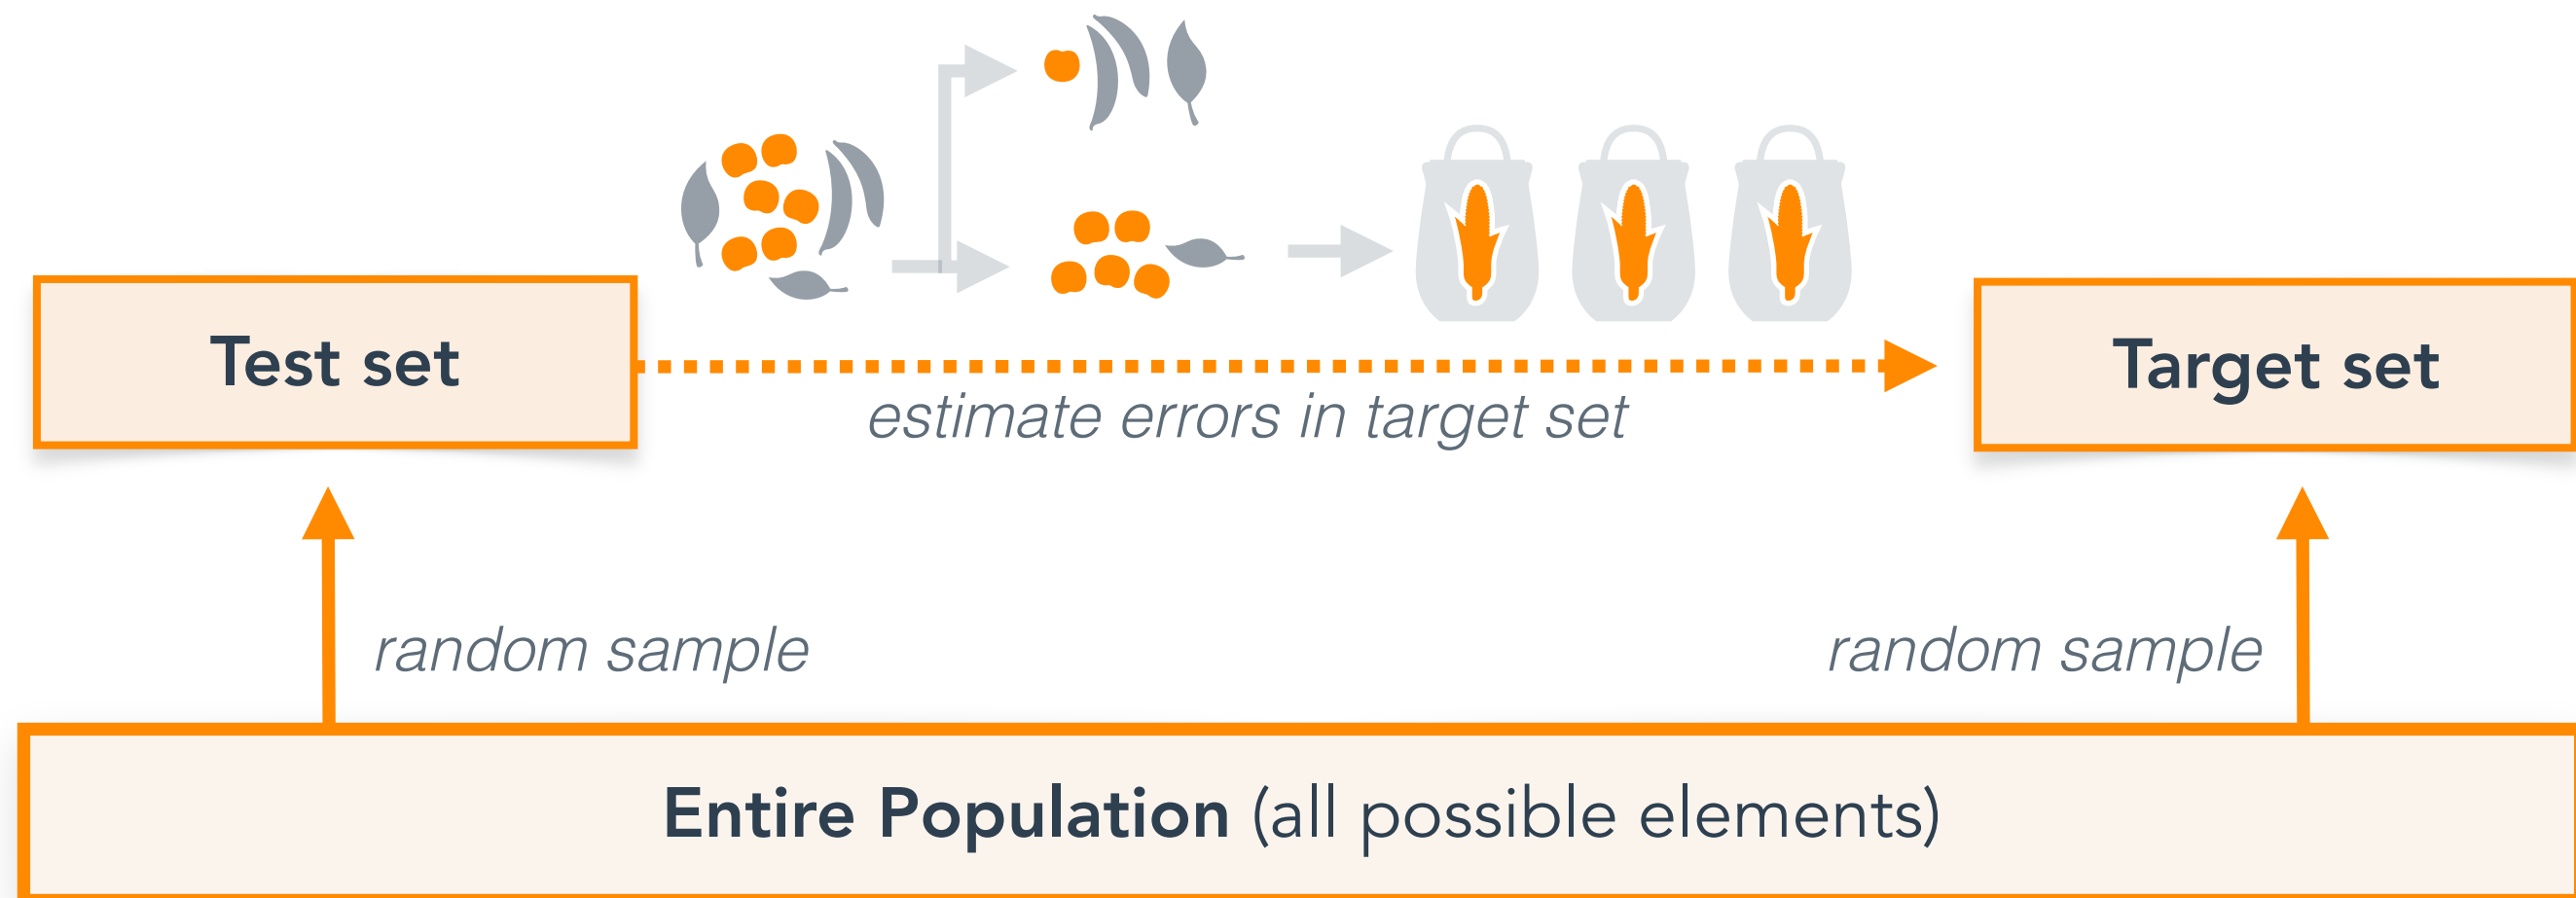 Test set
Target set
estimate errors in target set
random sample
random sample
Entire Population (all possible elements)